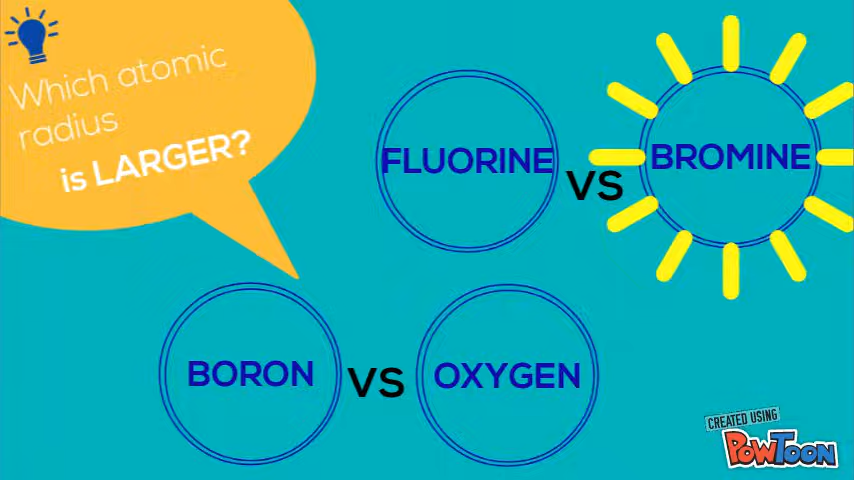 Which atomic
radius
is LARGER?
FLUORINE
VS
BROMINE
BORON
VS
OXYGEN
CREATED USING
POWTOON